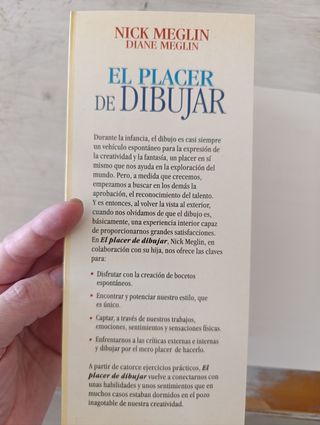 NICK MEGLIN
DIANE MEGLIN
EL PLACER
DE DIBUJAR
Durante la infancia, el dibujo es casi siempre
un vehículo espontáneo para la expresión de
la creatividad y la fantasía, un placer en sí
mismo que nos ayuda en la exploración del
mundo. Pero, a medida que crecemos,
empezamos a buscar en los demás la
aprobación, el reconocimiento del talento.
Y es entonces, al volver la vista al exterior,
cuando nos olvidamos de que el dibujo es,
básicamente, una experiencia interior capaz
de proporcionarnos grandes satisfacciones.
En El placer de dibujar, Nick Meglin, en
colaboración con su hija, nos ofrece las claves
para:
• Disfrutar con la creación de bocetos
espontáneos.
• Encontrar y potenciar nuestro estilo, que
es único.
• Captar, a través de nuestros trabajos,
emociones, sentimientos y sensaciones físicas.
• Enfrentarnos a las críticas externas e internas
y dibujar por el mero placer de hacerlo.
A partir de catorce ejercicios prácticos, El
placer de dibujar vuelve a conectarnos con
unas habilidades y unos sentimientos que en
muchos casos estaban dormidos en el pozo
inagotable de nuestra creatividad.